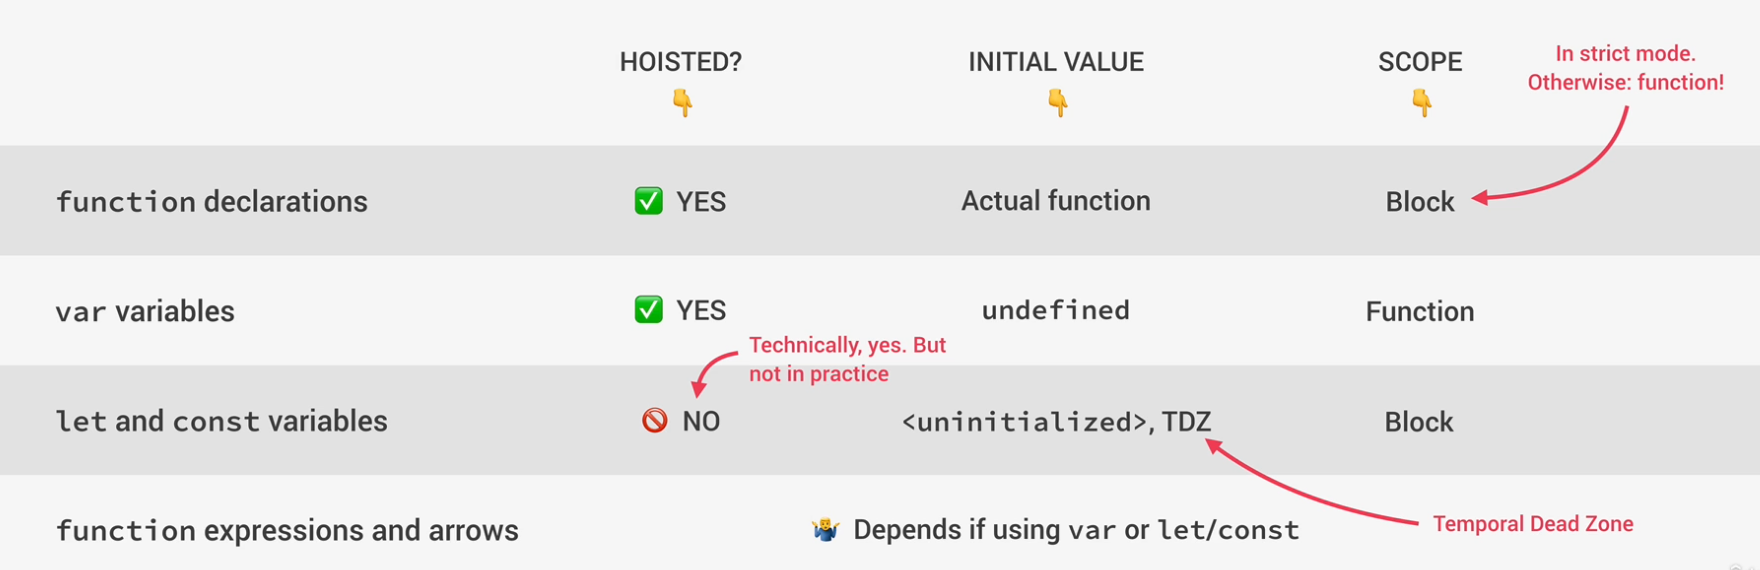 HOISTED?
INITIAL VALUE
SCOPE
In strict mode.
Otherwise: function!
function declarations
YES
Actual function
Block
var variables
YES
undefined
Function
Technically, yes. But
not in practice
let and const variables
NO
<uninitialized>, TDZ
Block
function expressions and arrows
Depends if using var or let/const
Temporal Dead Zone